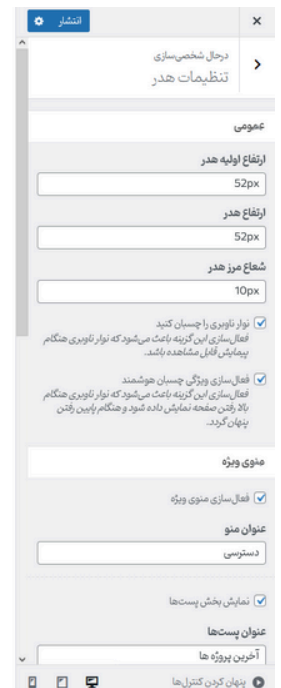 انتشار
درحال شخصی‌سازی
تنظیمات هدر
عمومی
ارتفاع اولیه هدر
52px
ارتفاع هدر
52px
شعاع مرز هدر
10px
نوار ناوبری را چسبان کنید
فعال‌سازی این گزینه باعث می‌شود که نوار ناوبری هنگام
پیمایش قابل مشاهده باشد.
فعال‌سازی ویژگی چسبان هوشمند
فعال‌سازی این گزینه باعث می‌شود که نوار ناوبری هنگام
بالا رفتن صفحه نمایش داده شود و هنگام پایین رفتن
پنهان گردد.
منوی ویژه
فعال‌سازی منوی ویژه
عنوان منو
دسترسی
نمایش بخش پست‌ها
عنوان پست‌ها
آخرین پروژه ها
پنهان کردن کنترل‌ها